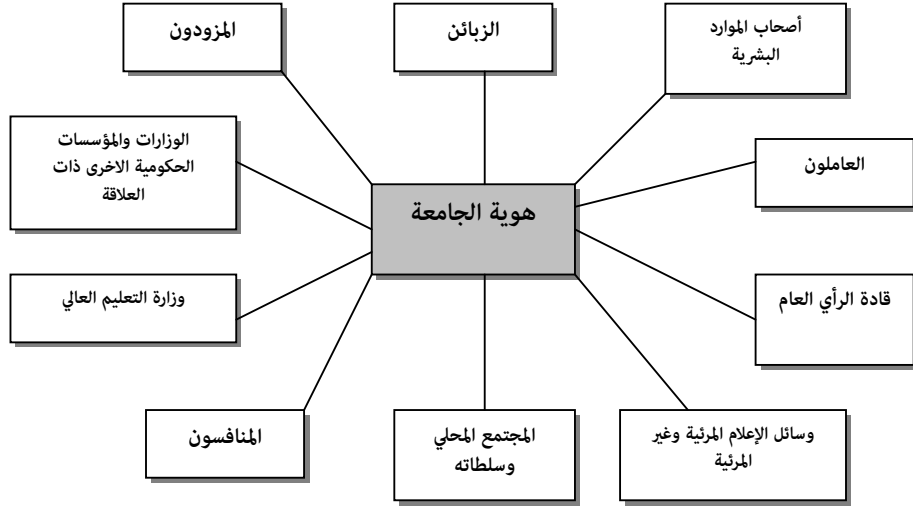 أصحاب الموارد
البشرية
الزبائن
المزودون
العاملون
الوزارات والمؤسسات
الحكومية الاخرى ذات
العلاقة
هوية الجامعة
قادة الرأي العام
وزارة التعليم العالي
وسائل الإعلام المرئية وغير
المرئية
المجتمع المحلي
وسلطاته
المنافسون